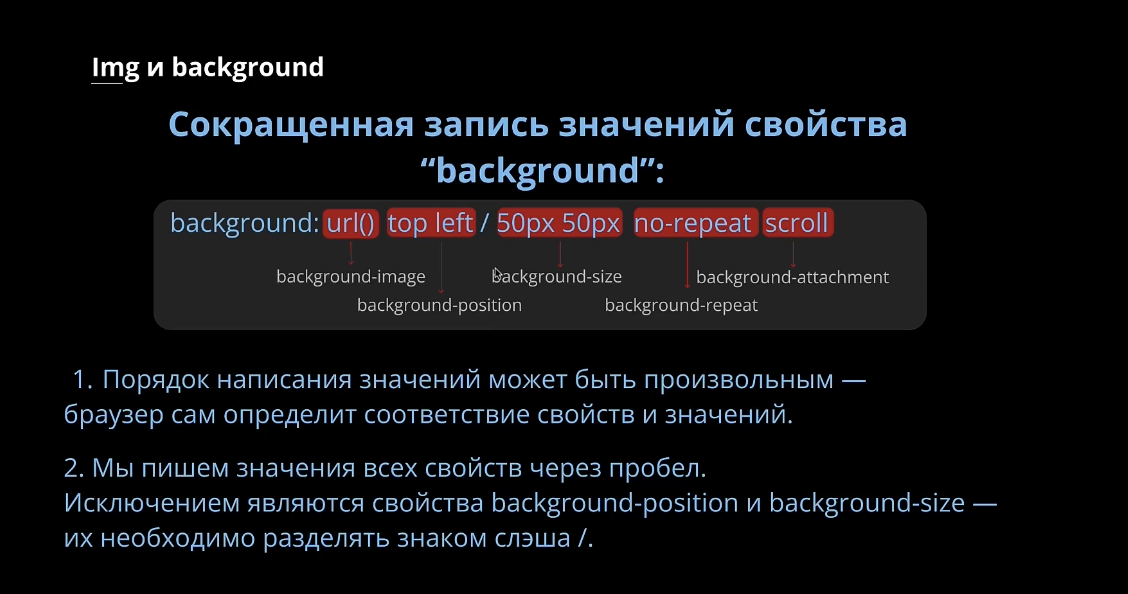 Img и background
Сокращенная запись значений свойства
“background”:
background: url() top left / 50px 50px no-repeat scroll
background-image background-size background-attachment
background-position background-repeat
1. Порядок написания значений может быть произвольным —
браузер сам определит соответствие свойств и значений.
2. Мы пишем значения всех свойств через пробел.
Исключением являются свойства background-position и background-size —
их необходимо разделять знаком слэша /.